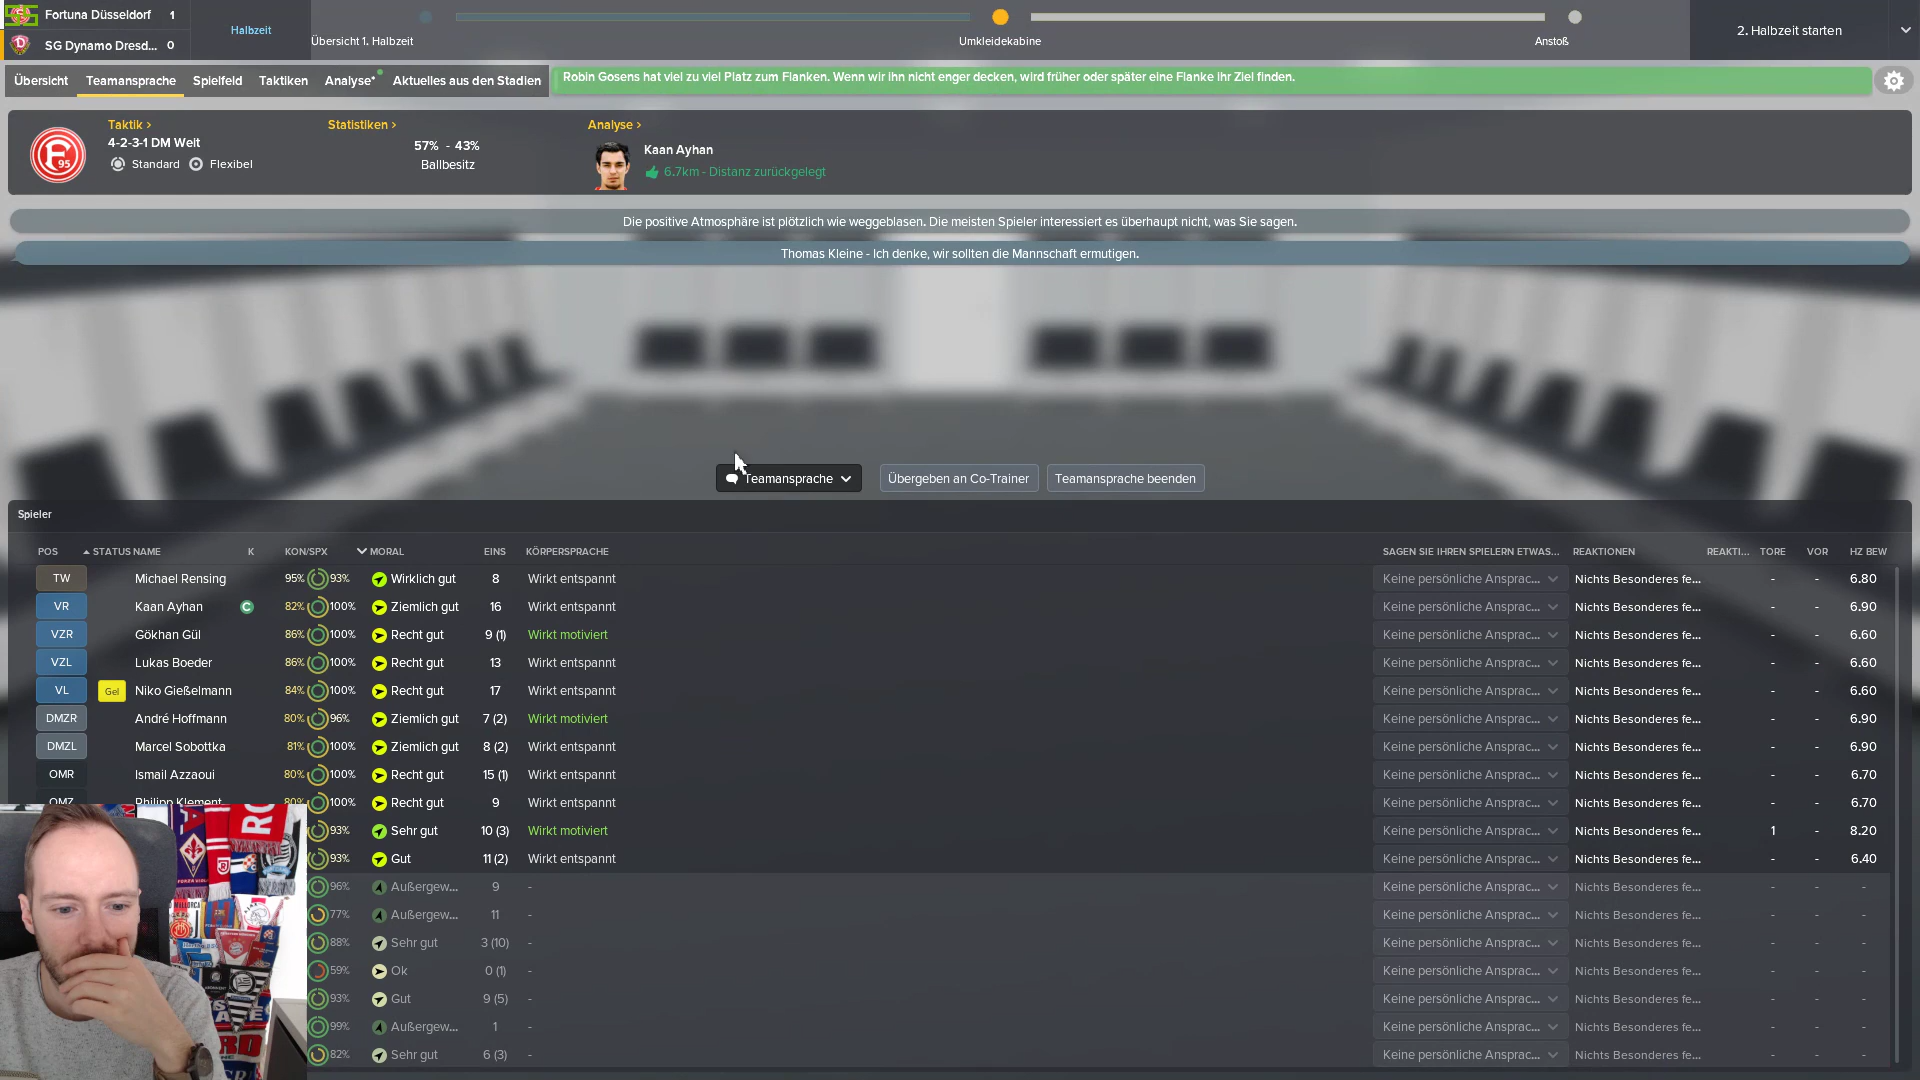 Fortuna Düsseldorf 1
SG Dynamo Dresd... 0
Halbzeit
Übersicht 1. Halbzeit
Umkleidekabine
Anstoß
2. Halbzeit starten
Übersicht Teamansprache Spielfeld Taktiken Analyse* Aktuelles aus den Stadien
Robin Gosens hat viel zu viel Platz zum Flanken. Wenn wir ihn nicht enger decken, wird früher oder später eine Flanke ihr Ziel finden.
Taktik >
4-2-3-1 DM Weit
Standard Flexibel
Statistiken >
57% - 43%
Ballbesitz
Analyse >
Kaan Ayhan
6.7km - Distanz zurückgelegt
Die positive Atmosphäre ist plötzlich wie weggeblasen. Die meisten Spieler interessiert es überhaupt nicht, was Sie sagen.
Thomas Kleine - Ich denke, wir sollten die Mannschaft ermutigen.
Teamansprache Übergeben an Co-Trainer Teamansprache beenden
Spieler
POS STATUS NAME K KON/SPX MORAL EINS KÖRPERSPRACHE SAGEN SIE IHREN SPIELERN ETWAS... REAKTIONEN REAKTI... TORE VOR HZ BEW
TW Michael Rensing 95% 93% Wirklich gut 8 Wirkt entspannt Keine persönliche Ansprac... Nichts Besonderes fe... - - 6.80
VR Kaan Ayhan C 82% 100% Ziemlich gut 16 Wirkt entspannt Keine persönliche Ansprac... Nichts Besonderes fe... - - 6.90
VZR Gökhan Gül 86% 100% Recht gut 9 (1) Wirkt motiviert Keine persönliche Ansprac... Nichts Besonderes fe... - - 6.60
VZL Lukas Boeder 86% 100% Recht gut 13 Wirkt entspannt Keine persönliche Ansprac... Nichts Besonderes fe... - - 6.60
VL Gel Niko Gießelmann 84% 100% Recht gut 17 Wirkt entspannt Keine persönliche Ansprac... Nichts Besonderes fe... - - 6.60
DMZR André Hoffmann 80% 96% Ziemlich gut 7 (2) Wirkt motiviert Keine persönliche Ansprac... Nichts Besonderes fe... - - 6.90
DMZL Marcel Sobottka 81% 100% Ziemlich gut 8 (2) Wirkt entspannt Keine persönliche Ansprac... Nichts Besonderes fe... - - 6.90
OMR Ismail Azzaoui 80% 100% Recht gut 15 (1) Wirkt entspannt Keine persönliche Ansprac... Nichts Besonderes fe... - - 6.70
OMZ Philipp Klement 80% 100% Recht gut 9 Wirkt entspannt Keine persönliche Ansprac... Nichts Besonderes fe... - - 6.70
93% Sehr gut 10 (3) Wirkt motiviert Keine persönliche Ansprac... Nichts Besonderes fe... 1 - 8.20
93% Gut 11 (2) Wirkt entspannt Keine persönliche Ansprac... Nichts Besonderes fe... - - 6.40
96% Außergew... 9 - Keine persönliche Ansprac... Nichts Besonderes fe... - - -
77% Außergew... 11 - Keine persönliche Ansprac... Nichts Besonderes fe... - - -
88% Sehr gut 3 (10) - Keine persönliche Ansprac... Nichts Besonderes fe... - - -
59% Ok 0 (1) - Keine persönliche Ansprac... Nichts Besonderes fe... - - -
93% Gut 9 (5) - Keine persönliche Ansprac... Nichts Besonderes fe... - - -
99% Außergew... 1 - Keine persönliche Ansprac... Nichts Besonderes fe... - - -
82% Sehr gut 6 (3) - Keine persönliche Ansprac... Nichts Besonderes fe... - - -